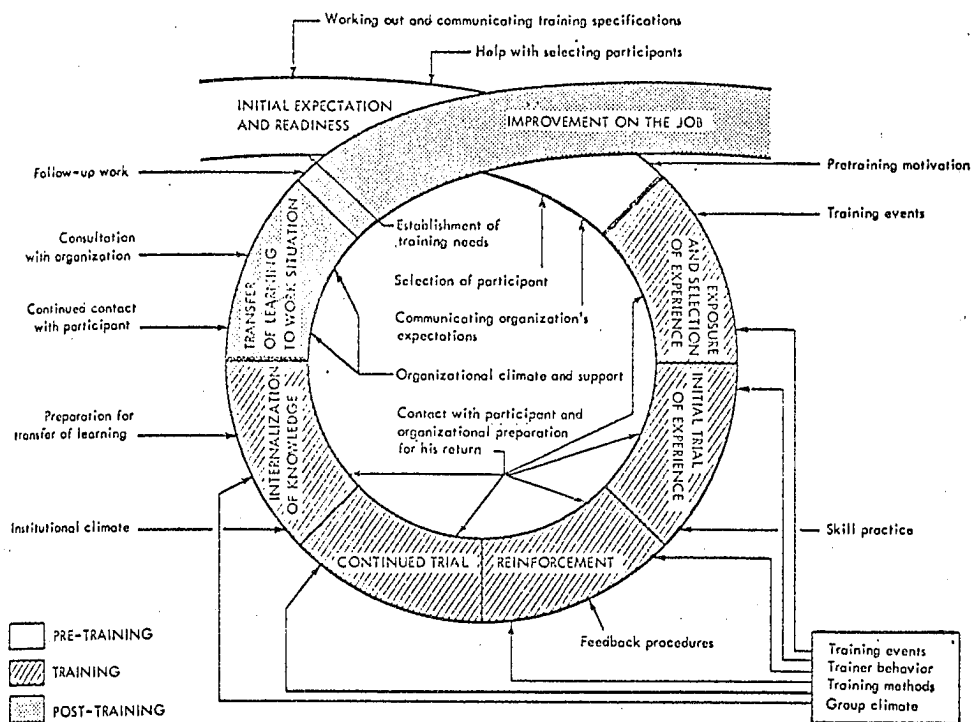 Working out and communicating training specifications
Help with selecting participants
INITIAL EXPECTATION
AND READINESS
IMPROVEMENT ON THE JOB
Follow-up work
Pretraining motivation
Training events
Consultation
with organization
Establishment of
training needs
Selection of participant
Continued contact
with participant
Communicating organization's
expectations
TRANSFER
OF LEARNING
TO WORK SITUATION
EXPOSURE
AND SELECTION
OF EXPERIENCE
Organizational climate and support
Preparation for
transfer of learning
Contact with participant and
organizational preparation
for his return
INTERNALIZATION
OF KNOWLEDGE
INITIAL TRIAL
OF EXPERIENCE
Institutional climate
Skill practice
CONTINUED TRIAL
REINFORCEMENT
Feedback procedures
PRE-TRAINING
TRAINING
POST-TRAINING
Training events
Trainer behavior
Training methods
Group climate